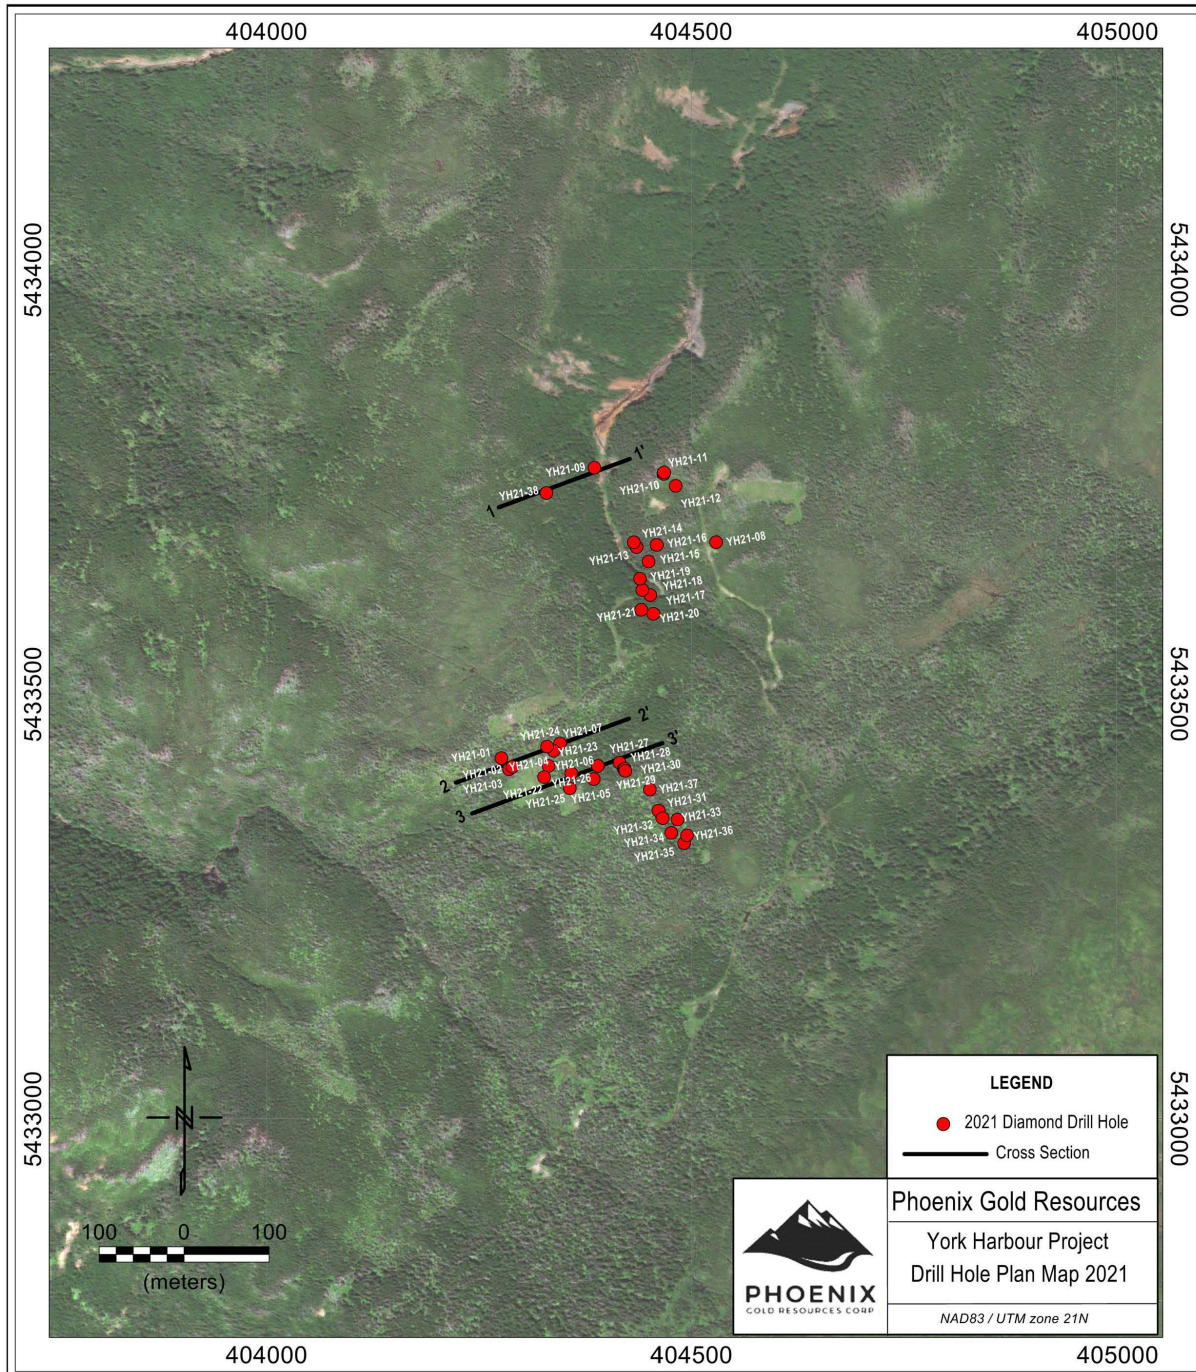 404000
404500
405000
5434000
5434000
1'
YH21-09
YH21-11
YH21-38
YH21-10
1
YH21-12
YH21-14
YH21-16
YH21-08
YH21-13
YH21-15
YH21-19
YH21-18
YH21-17
YH21-21
YH21-20
5433500
5433500
2'
YH21-24
YH21-07
3'
YH21-01
YH21-23
YH21-27
YH21-02
YH21-04
YH21-06
YH21-28
YH21-30
2
YH21-03
YH21-26
YH21-29
YH21-22
YH21-05
YH21-37
YH21-25
3
YH21-31
YH21-33
YH21-32
YH21-34
YH21-36
YH21-35
5433000
5433000
N
LEGEND
2021 Diamond Drill Hole
Cross Section
100 0 100
(meters)
Phoenix Gold Resources
York Harbour Project
Drill Hole Plan Map 2021
NAD83 / UTM zone 21N
PHOENIX
GOLD RESOURCES CORP
404000
404500
405000